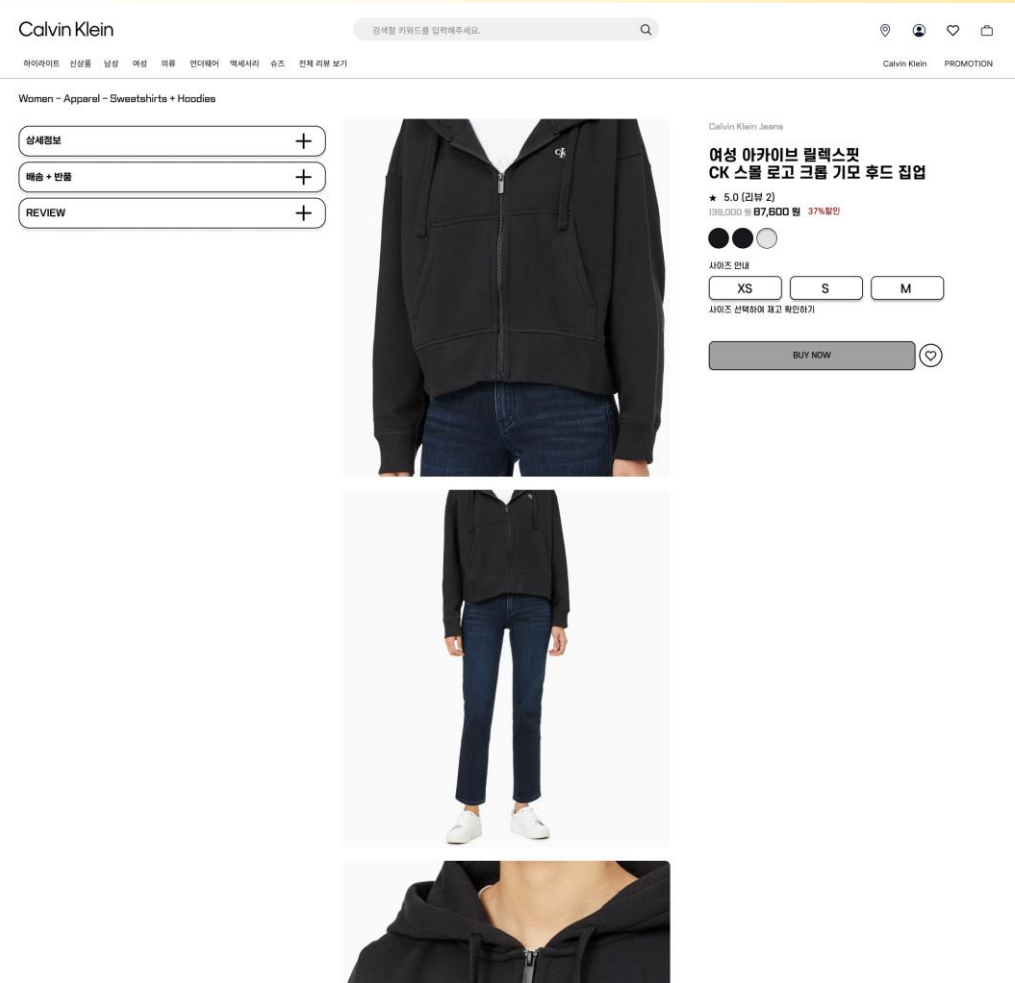 Calvin Klein
검색할 키워드를 입력해주세요.
하이라이트 신상품 남성 여성 의류 언더웨어 액세서리 슈즈 전체 리뷰 보기
Calvin Klein PROMOTION
Women - Apparel - Sweatshirts + Hoodies
상세정보
배송 + 반품
REVIEW
Calvin Klein Jeans
여성 아카이브 릴렉스핏
CK 스몰 로고 크롭 기모 후드 집업
★ 5.0 (리뷰 2)
139,000 원 87,600 원 37%할인
사이즈 안내
XS S M
사이즈 선택하여 재고 확인하기
BUY NOW